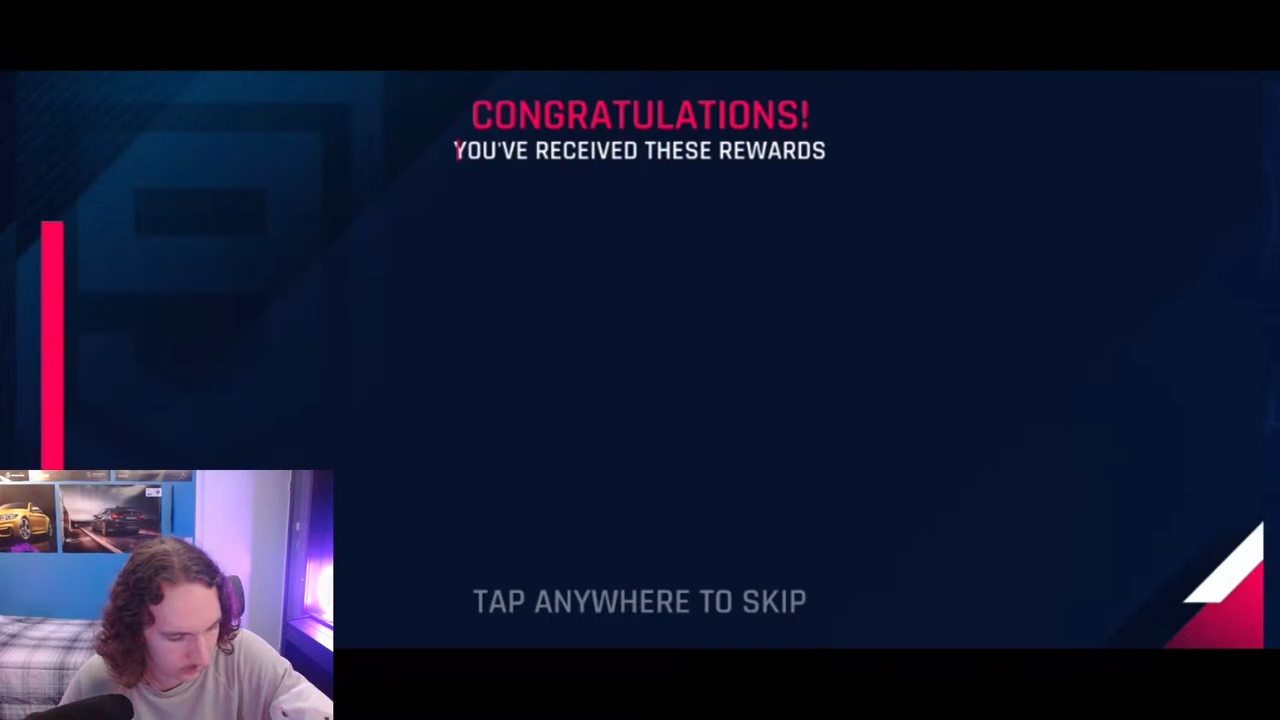 CONGRATULATIONS!
YOU'VE RECEIVED THESE REWARDS
TAP ANYWHERE TO SKIP